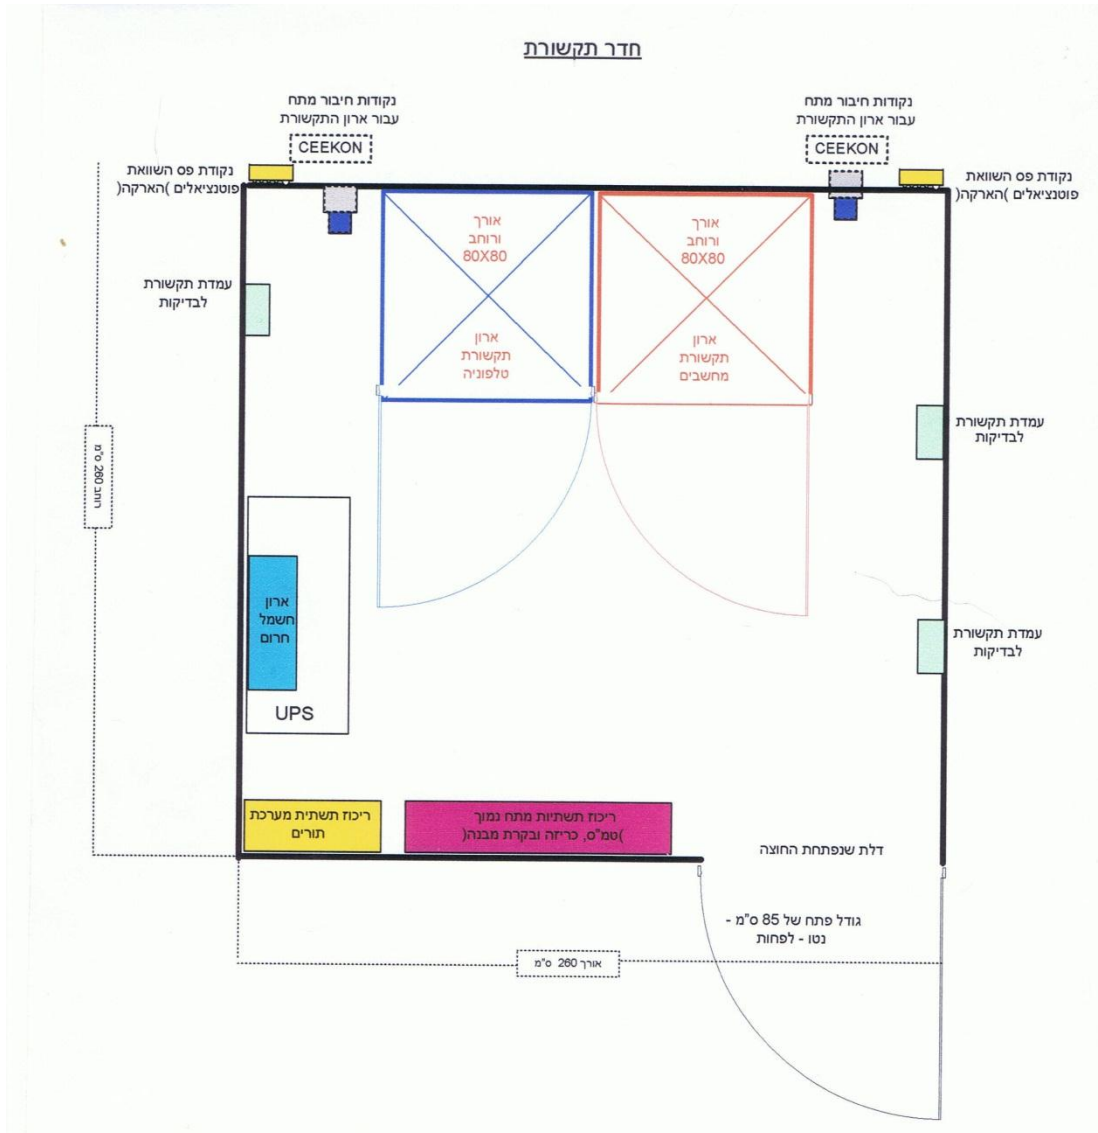 חדר תקשורת
נקודות חיבור מתח
עבור ארון התקשורת
CEEKON
נקודות חיבור מתח
עבור ארון התקשורת
CEEKON
נקודת פס השוואת
פוטנציאלים )הארקה(
נקודת פס השוואת
פוטנציאלים )הארקה(
אורך
ורוחב
80X80
ארון
תקשורת
מחשבים
אורך
ורוחב
80X80
ארון
תקשורת
טלפוניה
עמדת תקשורת
לבדיקות
עמדת תקשורת
לבדיקות
עמדת תקשורת
לבדיקות
רוחב 260 ס"מ
ארון
חשמל
חרום
UPS
ריכוז תשתיות מתח נמוך
)טמ"ס, כריזה ובקרת מבנה(
ריכוז תשתית מערכת
תורים
דלת שנפתחת החוצה
גודל פתח של 85 ס"מ -
נטו - לפחות
אורך 260 ס"מ